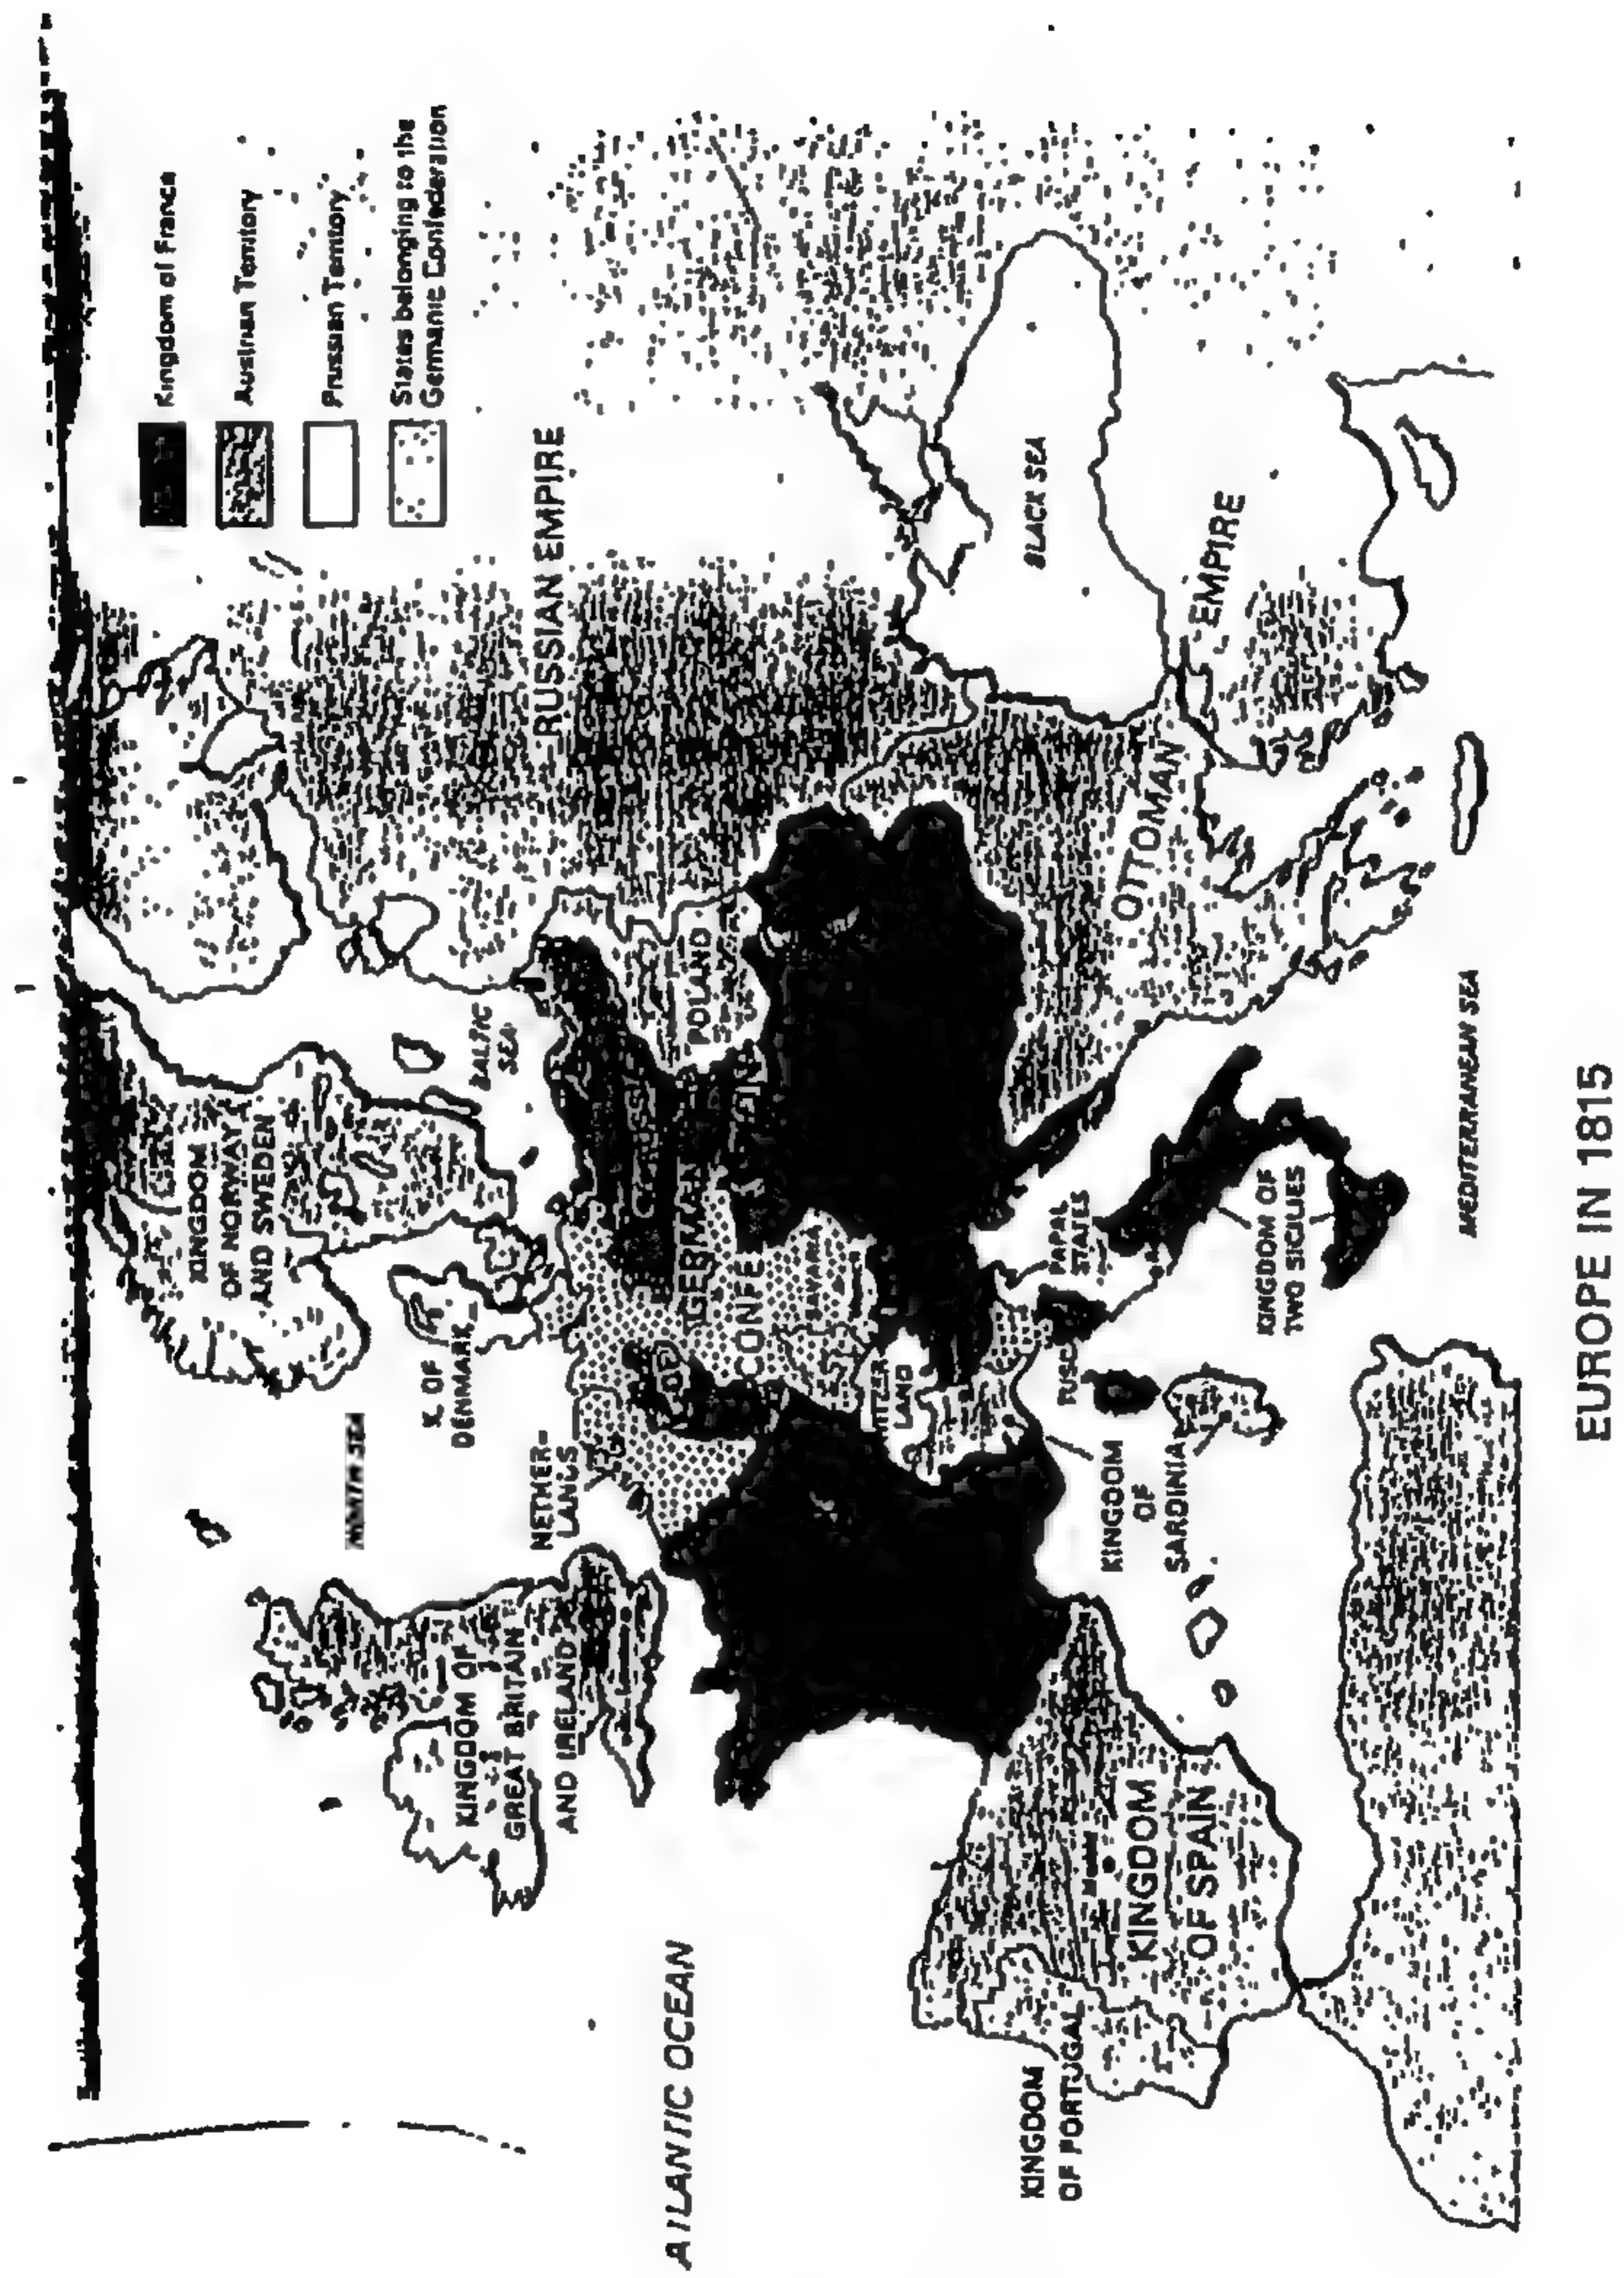 Kingdom of France
Austrian Territory
Prussian Territory
States belonging to the
Germanic Confederation
RUSSIAN EMPIRE
KINGDOM
OF NORWAY
AND SWEDEN
BALTIC
SEA
NORTH SEA
K. OF
DENMARK
NETHER-
LANDS
KINGDOM OF
GREAT BRITAIN
AND IRELAND
ATLANTIC OCEAN
POLAND
GERMAN
CONFE
BAVARIA
ITZER
LAND
BLACK SEA
OTTOMAN EMPIRE
PAPAL
STATES
TUSC
KINGDOM OF
TWO SICILIES
KINGDOM
OF
SARDINIA
KINGDOM
OF SPAIN
KINGDOM
OF PORTUGAL
MEDITERRANEAN SEA
EUROPE IN 1815